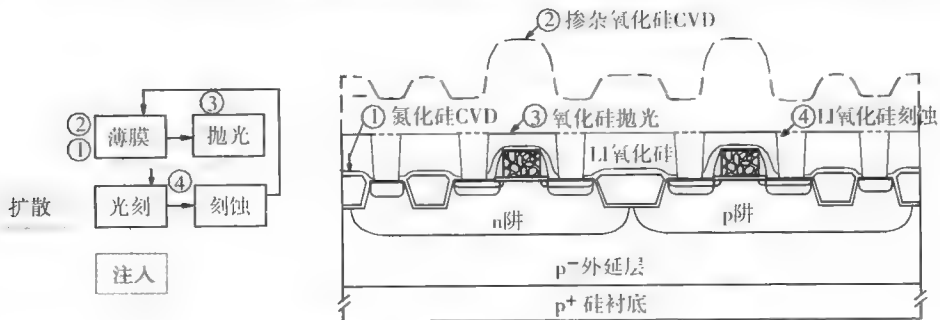 ②掺杂氧化硅CVD
③
②
①
薄膜
抛光
①氮化硅CVD
③氧化硅抛光
④LI氧化硅刻蚀
LI氧化硅
④
扩散
光刻
刻蚀
n阱
p阱
注入
p⁻外延层
p⁺硅衬底